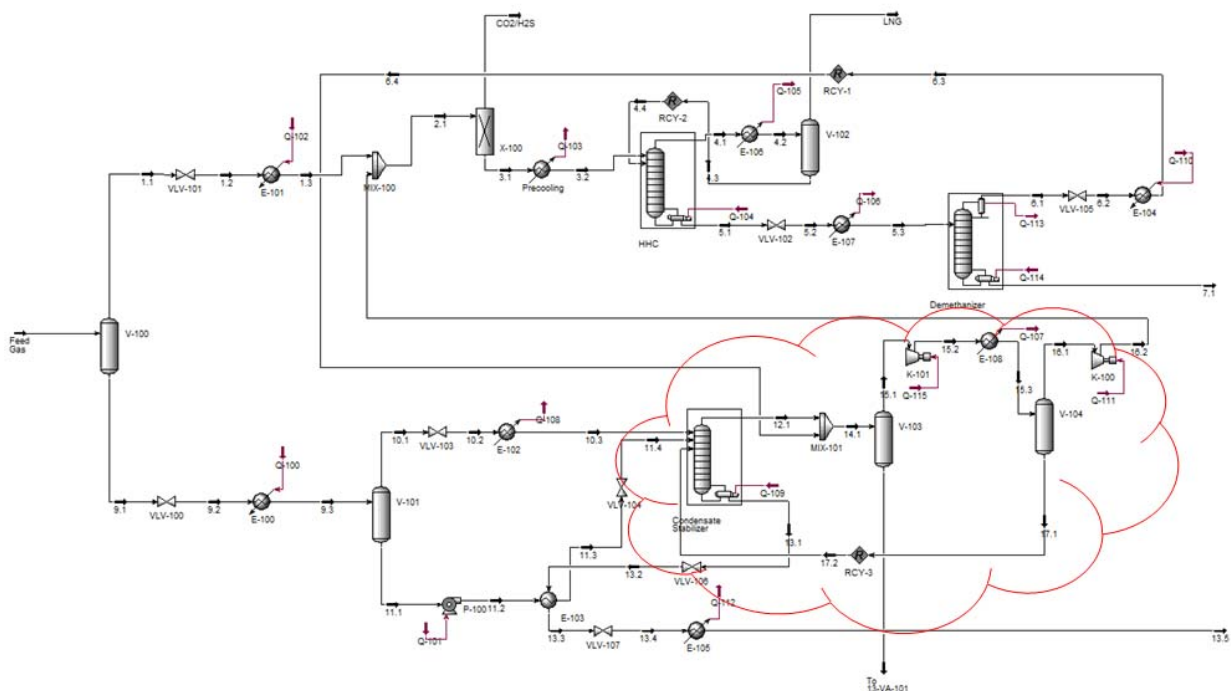 CO2/H2S
LNG
6.4
RCY-1
6.3
Q-105
Q-102
4.4
RCY-2
4.1
4.2
V-102
Q-110
2.1
X-100
Q-103
E-106
1.1
VLV-101
1.2
E-101
1.3
MIX-100
3.1
Precooling
3.2
4.3
Q-106
6.1
VLV-105
6.2
E-104
Q-104
Q-113
HHC
5.1
VLV-102
5.2
E-107
5.3
Q-114
7.1
Demethanizer
Feed
Gas
V-100
15.2
Q-107
E-108
16.1
16.2
K-101
K-100
Q-115
15.3
Q-111
15.1
V-104
Q-108
10.1
VLV-103
10.2
E-102
10.3
11.4
12.1
MIX-101
14.1
V-103
Q-100
9.1
VLV-100
9.2
E-100
9.3
V-101
VLV-104
Q-109
Condensate
Stabilizer
13.1
17.1
11.3
13.2
VLV-106
17.2
RCY-3
11.1
P-100
11.2
E-103
Q-112
Q-101
13.3
VLV-107
13.4
E-105
13.5
To
13-VA-101